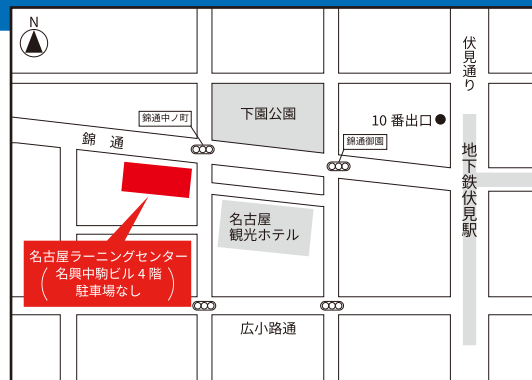 N
伏見通り
下園公園
10 番出口
錦通中ノ町
錦通御園
錦 通
地下鉄伏見駅
名古屋
観光ホテル
名古屋ラーニングセンター
(名興中駒ビル 4 階
駐車場なし)
広小路通